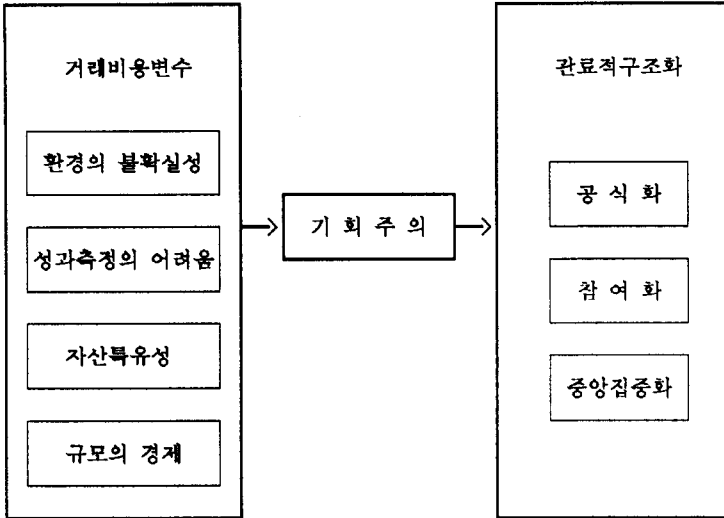 거래비용변수
환경의 불확실성
성과측정의 어려움
자산특유성
규모의 경제
기 회 주 의
관료적구조화
공 식 화
참 여 화
중앙집중화